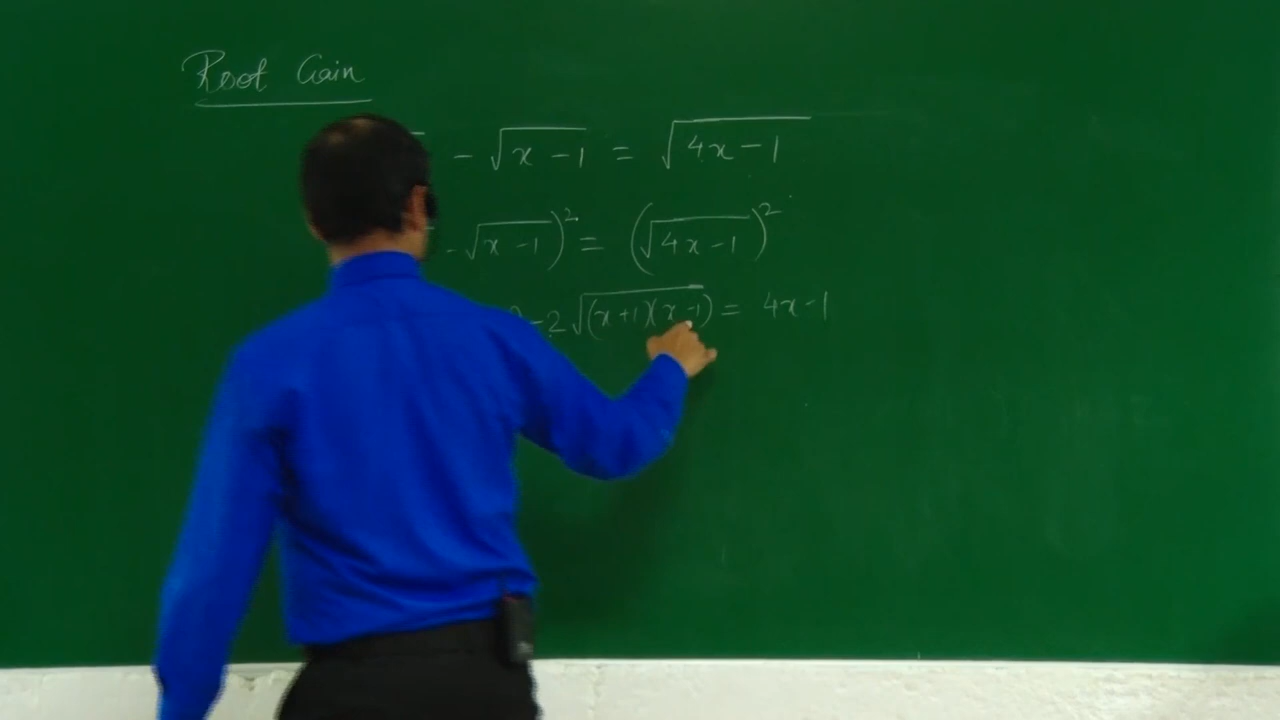 Root Gain
- √(x - 1) = √(4x - 1)
- √(x - 1))² = (√(4x - 1))²
- 2√((x+1)(x-1)) = 4x - 1